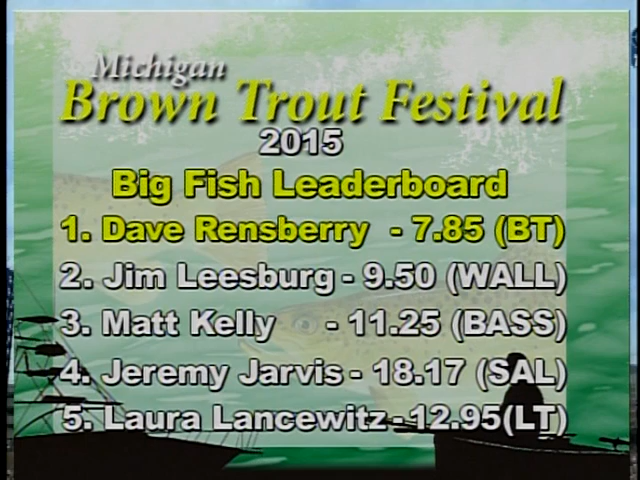 Michigan
Brown Trout Festival
2015
Big Fish Leaderboard
1. Dave Rensberry - 7.85 (BT)
2. Jim Leesburg - 9.50 (WALL)
3. Matt Kelly - 11.25 (BASS)
4. Jeremy Jarvis - 18.17 (SAL)
5. Laura Lancewitz - 12.95(LT)